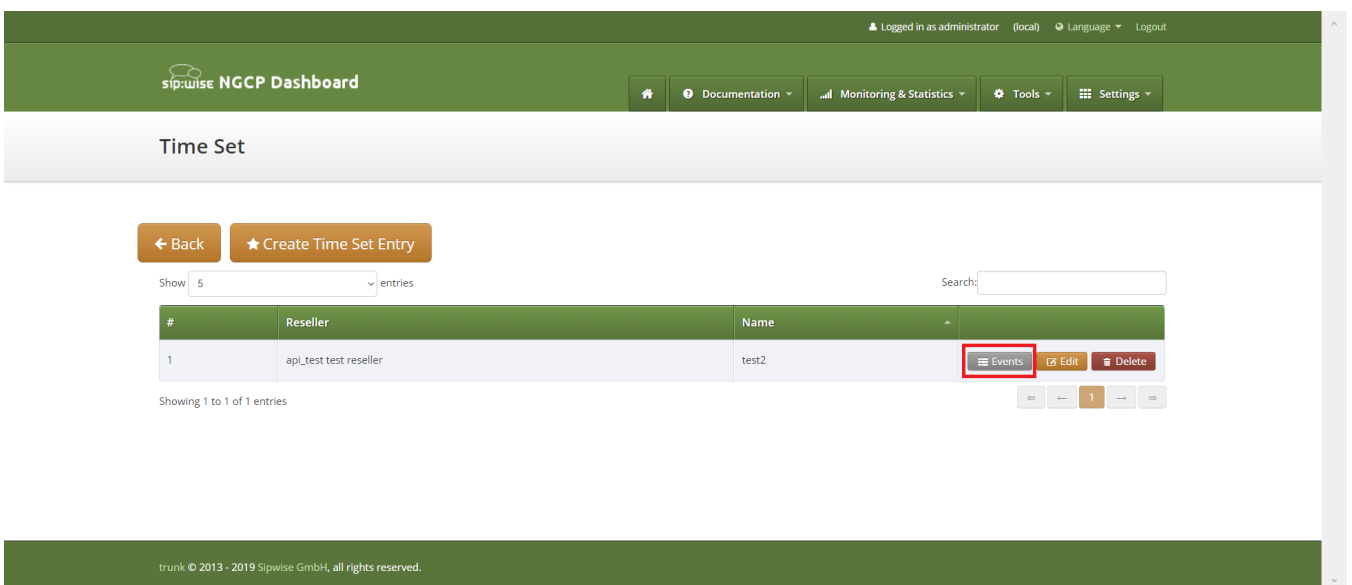 Logged in as administrator (local) Language Logout
sip:wise NGCP Dashboard
Documentation Monitoring & Statistics Tools Settings
Time Set
Back Create Time Set Entry
Show 5 entries Search:
# Reseller Name
1 api_test test reseller test2 Events Edit Delete
Showing 1 to 1 of 1 entries ⇐ ← 1 → ⇒
trunk © 2013 - 2019 Sipwise GmbH, all rights reserved.